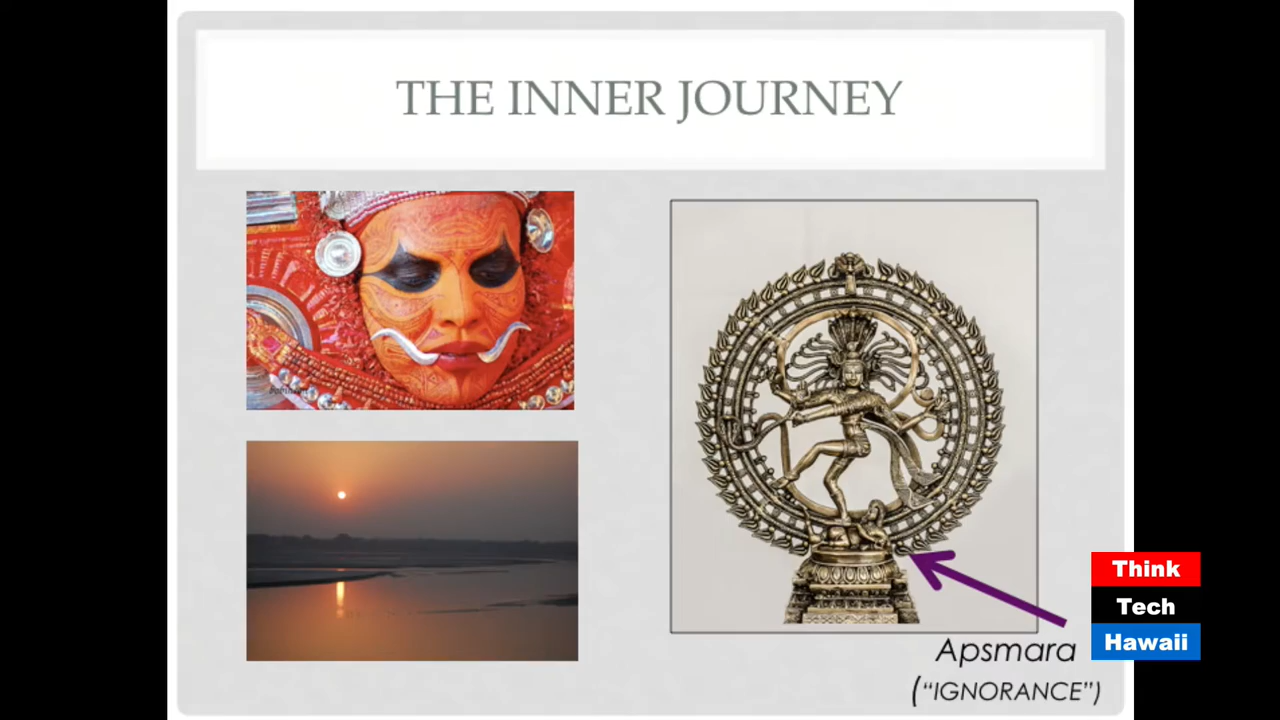 THE INNER JOURNEY
Apsmara
(“IGNORANCE”)
Think
Tech
Hawaii